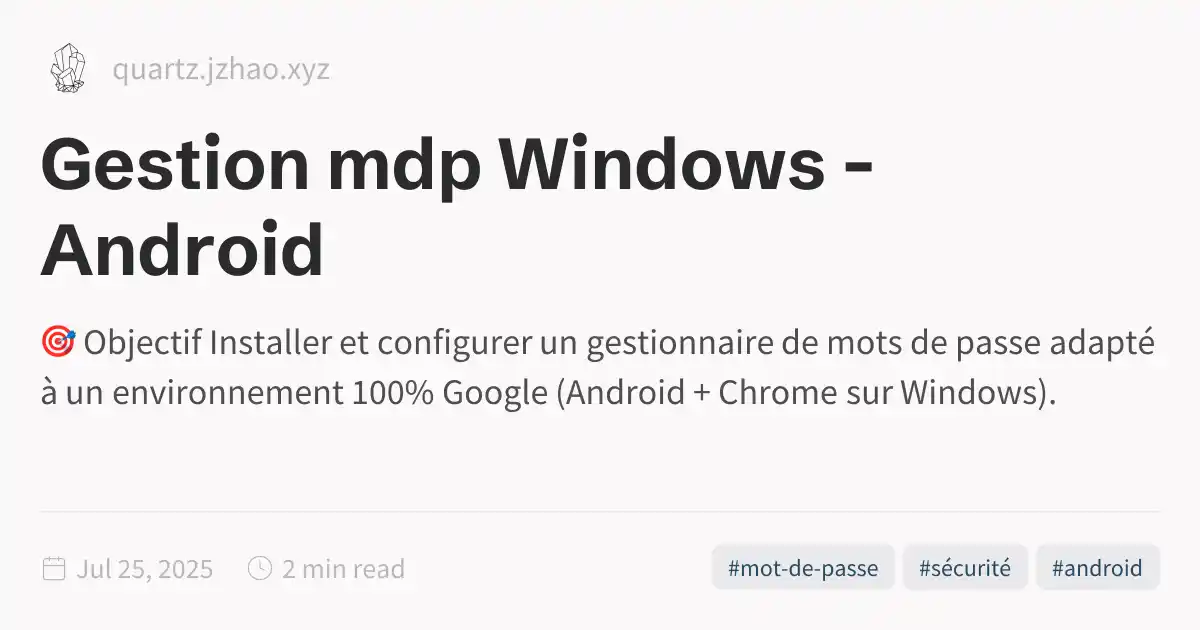 quartz.jzhao.xyz
Gestion mdp Windows -
Android
🎯 Objectif Installer et configurer un gestionnaire de mots de passe adapté
à un environnement 100% Google (Android + Chrome sur Windows).
Jul 25, 2025 2 min read #mot-de-passe #sécurité #android